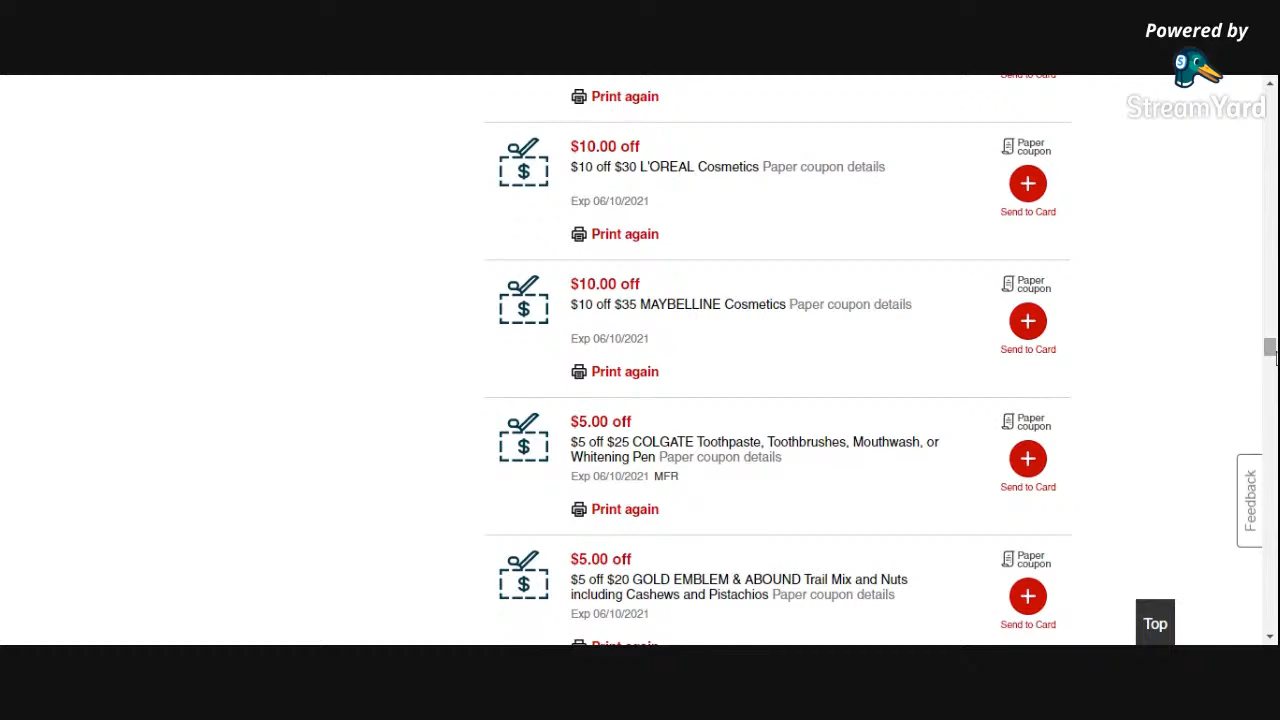 Powered by
StreamYard
Send to Card
Print again
$10.00 off
$10 off $30 L'OREAL Cosmetics Paper coupon details
Exp 06/10/2021
Print again
Paper
coupon
Send to Card
$10.00 off
$10 off $35 MAYBELLINE Cosmetics Paper coupon details
Exp 06/10/2021
Print again
Paper
coupon
Send to Card
$5.00 off
$5 off $25 COLGATE Toothpaste, Toothbrushes, Mouthwash, or
Whitening Pen Paper coupon details
Exp 06/10/2021 MFR
Print again
Paper
coupon
Send to Card
$5.00 off
$5 off $20 GOLD EMBLEM & ABOUND Trail Mix and Nuts
including Cashews and Pistachios Paper coupon details
Exp 06/10/2021
Print again
Paper
coupon
Send to Card
Feedback
Top